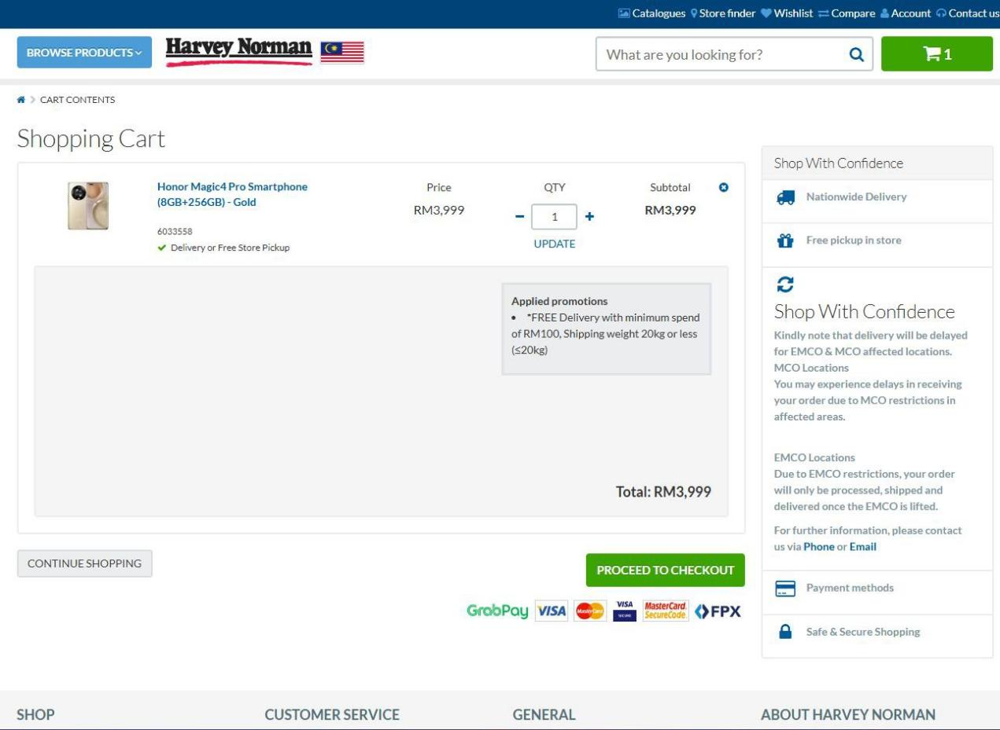 Catalogues Store finder Wishlist Compare Account Contact us
BROWSE PRODUCTS
Harvey Norman
What are you looking for?
1
CART CONTENTS
Shopping Cart
Honor Magic4 Pro Smartphone
(8GB+256GB) - Gold
6033558
Delivery or Free Store Pickup
Price
RM3,999
QTY
1
UPDATE
Subtotal
RM3,999
Applied promotions
• *FREE Delivery with minimum spend
of RM100, Shipping weight 20kg or less
(≤20kg)
Total: RM3,999
CONTINUE SHOPPING
PROCEED TO CHECKOUT
GrabPay VISA MasterCard VISA SECURE MasterCard. SecureCode. FPX
Shop With Confidence
Nationwide Delivery
Free pickup in store
Shop With Confidence
Kindly note that delivery will be delayed
for EMCO & MCO affected locations.
MCO Locations
You may experience delays in receiving
your order due to MCO restrictions in
affected areas.
EMCO Locations
Due to EMCO restrictions, your order
will only be processed, shipped and
delivered once the EMCO is lifted.
For further information, please contact
us via Phone or Email
Payment methods
Safe & Secure Shopping
SHOP
CUSTOMER SERVICE
GENERAL
ABOUT HARVEY NORMAN